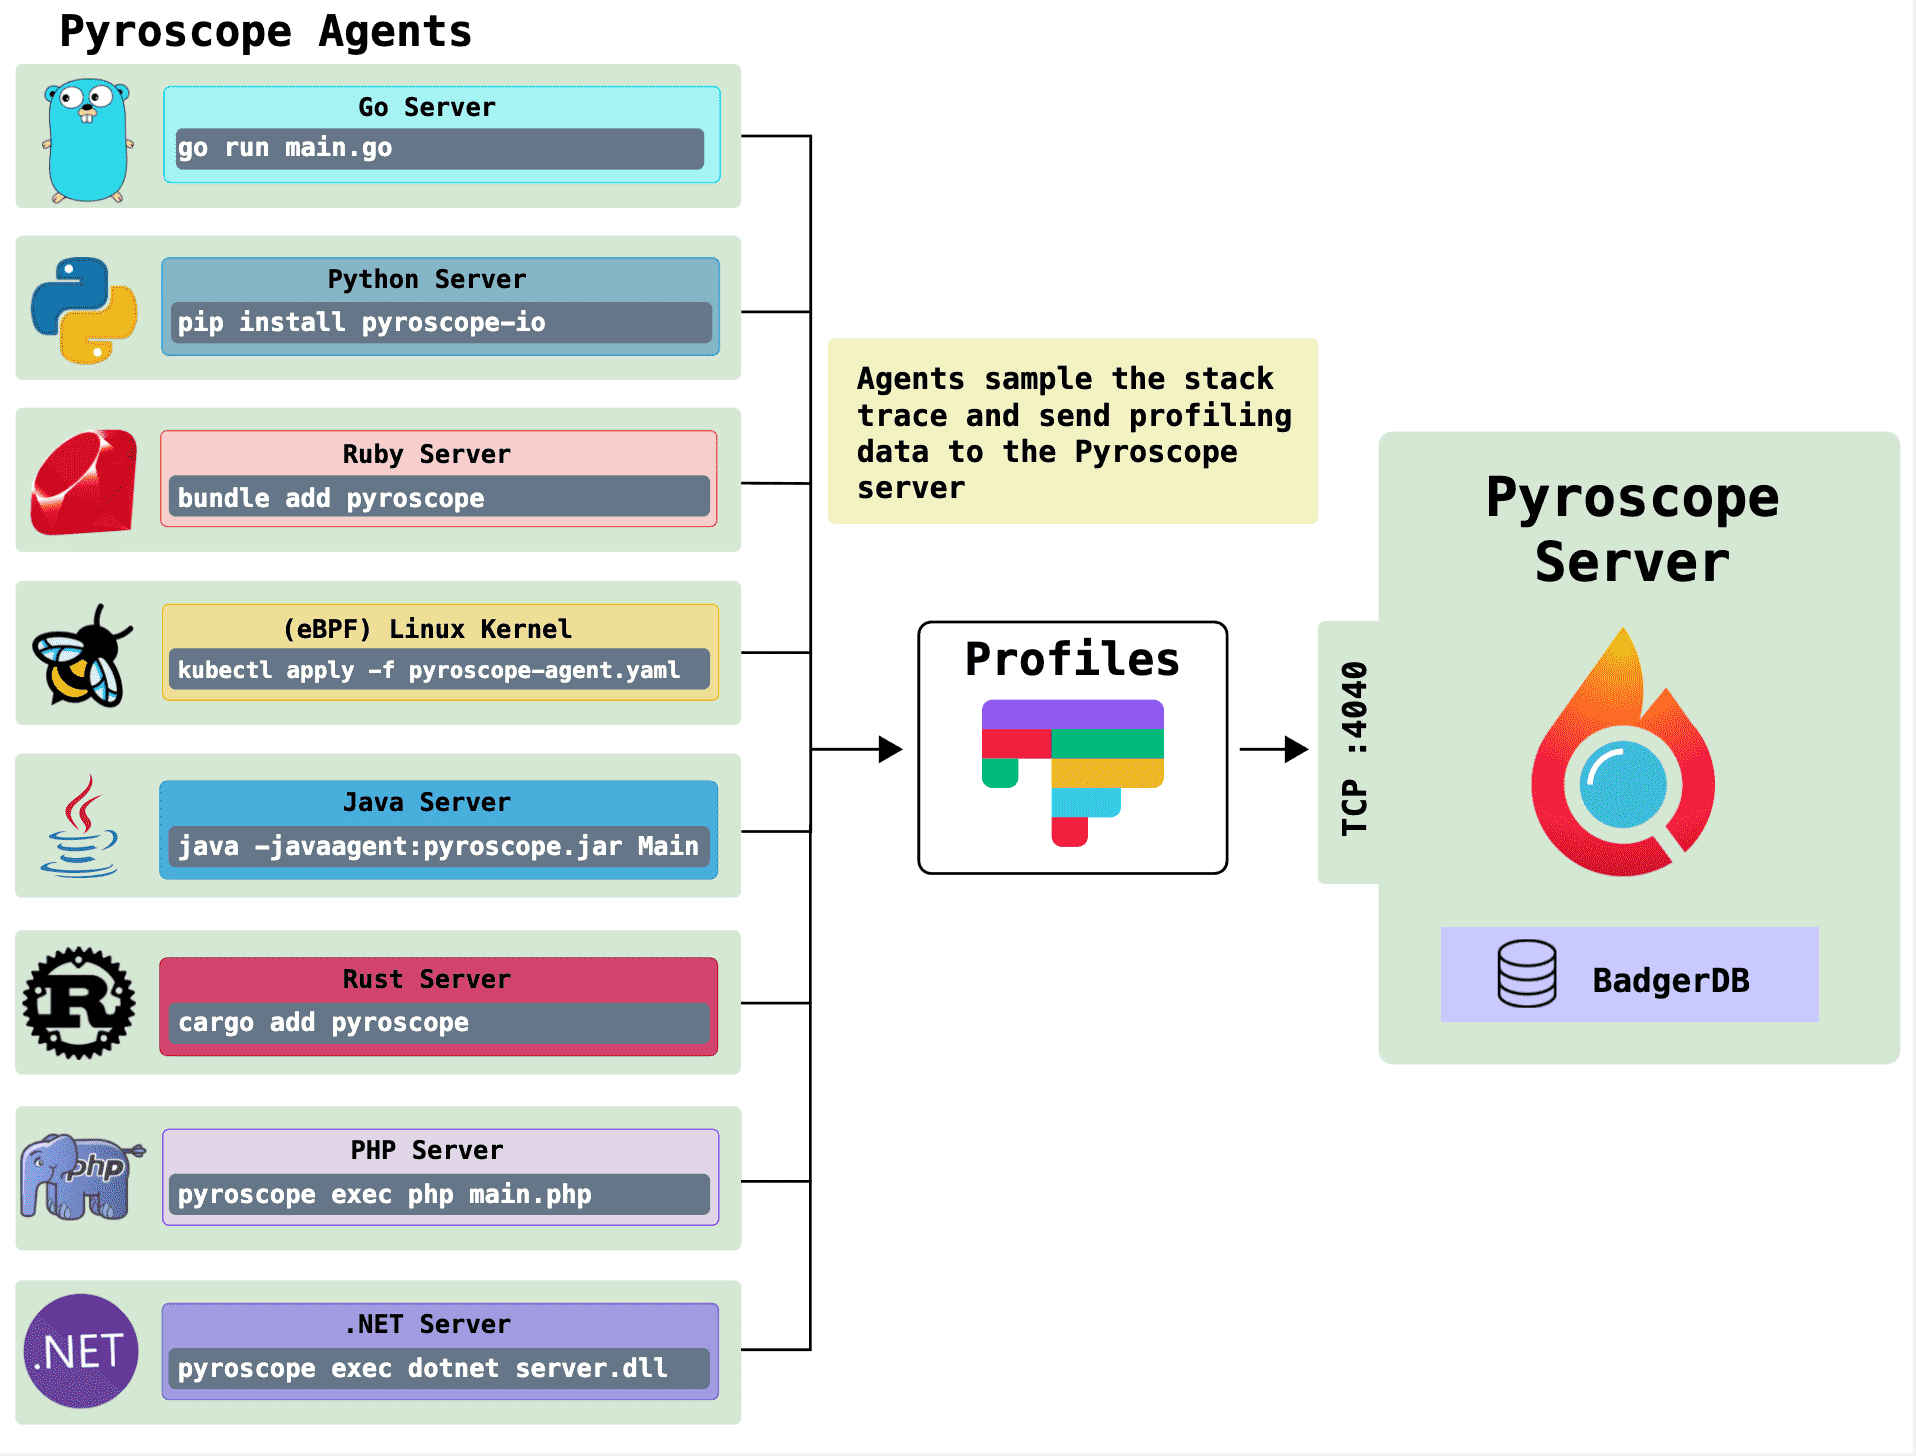 Pyroscope Agents
Go Server
go run main.go
Python Server
pip install pyroscope-io
Ruby Server
bundle add pyroscope
(eBPF) Linux Kernel
kubectl apply -f pyroscope-agent.yaml
Java Server
java -javaagent:pyroscope.jar Main
Rust Server
cargo add pyroscope
R
PHP Server
pyroscope exec php main.php
php
.NET Server
pyroscope exec dotnet server.dll
.NET
Agents sample the stack
trace and send profiling
data to the Pyroscope
server
Profiles
TCP :4040
Pyroscope
Server
BadgerDB